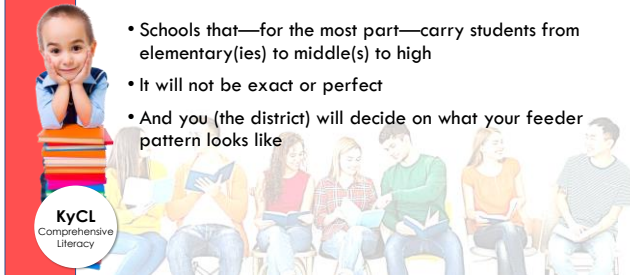 • Schools that—for the most part—carry students from
elementary(ies) to middle(s) to high
• It will not be exact or perfect
• And you (the district) will decide on what your feeder
pattern looks like
KyCL
Comprehensive
Literacy